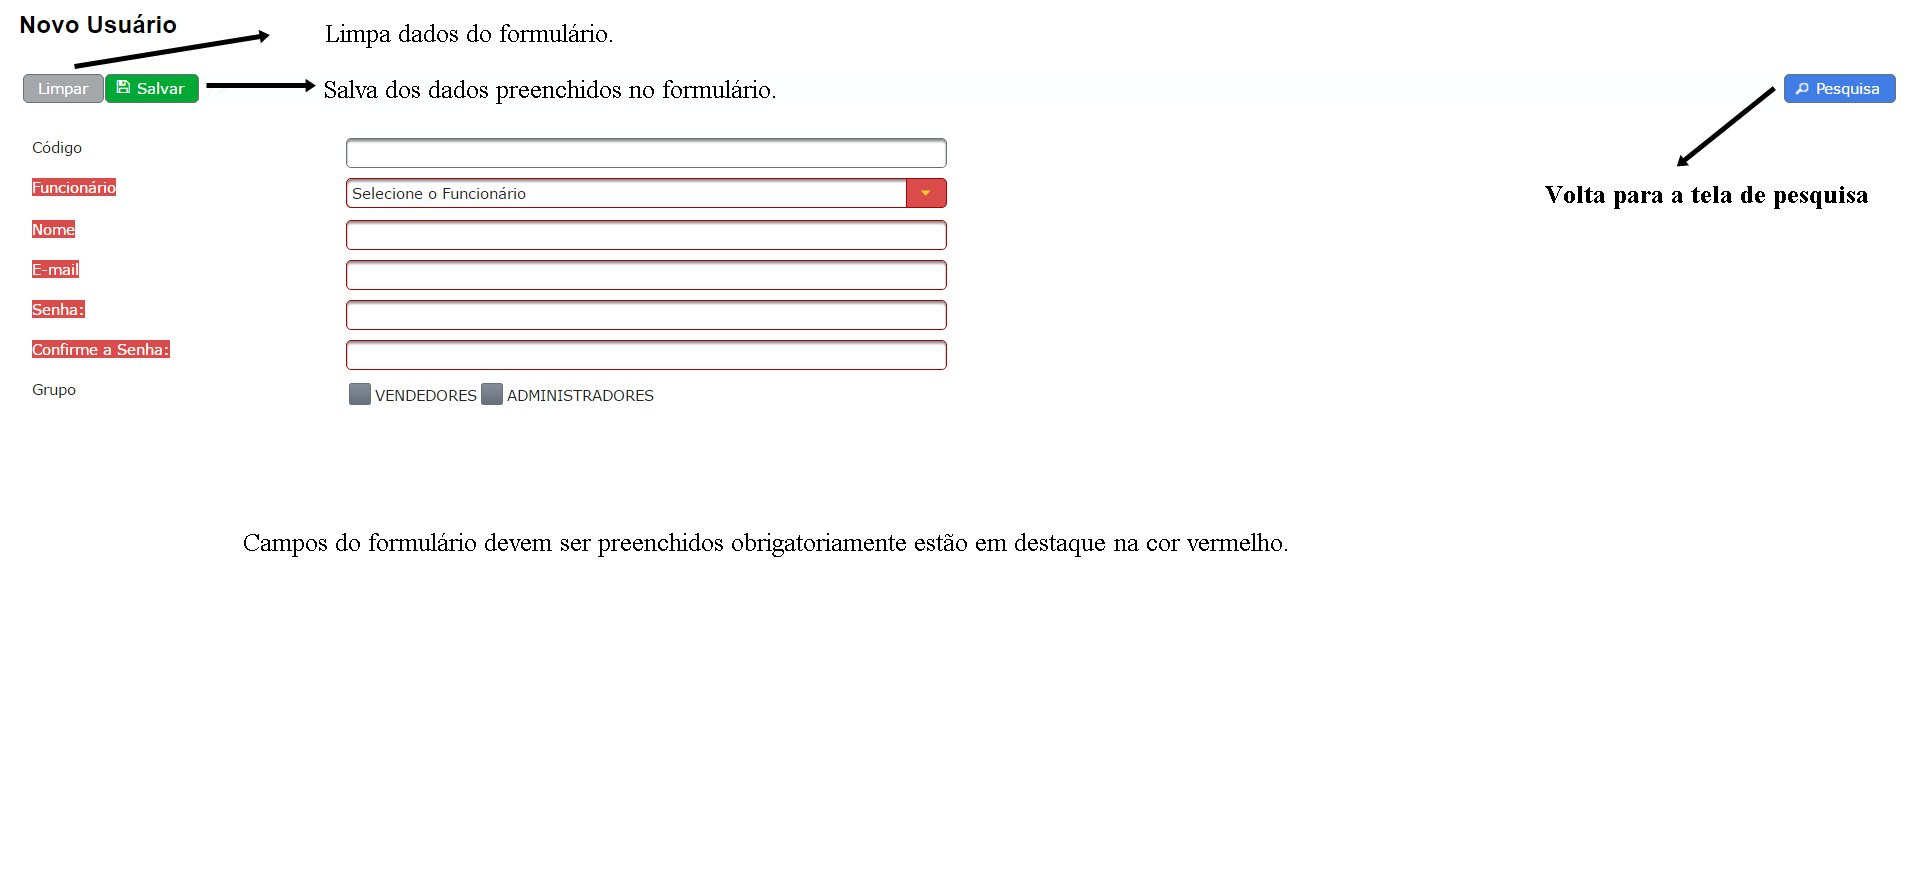 Novo Usuário
Limpa dados do formulário.
Limpar
Salvar
Salva dos dados preenchidos no formulário.
Pesquisa
Volta para a tela de pesquisa
Código
Funcionário
Selecione o Funcionário
Nome
E-mail
Senha:
Confirme a Senha:
Grupo
VENDEDORES ADMINISTRADORES
Campos do formulário devem ser preenchidos obrigatoriamente estão em destaque na cor vermelho.